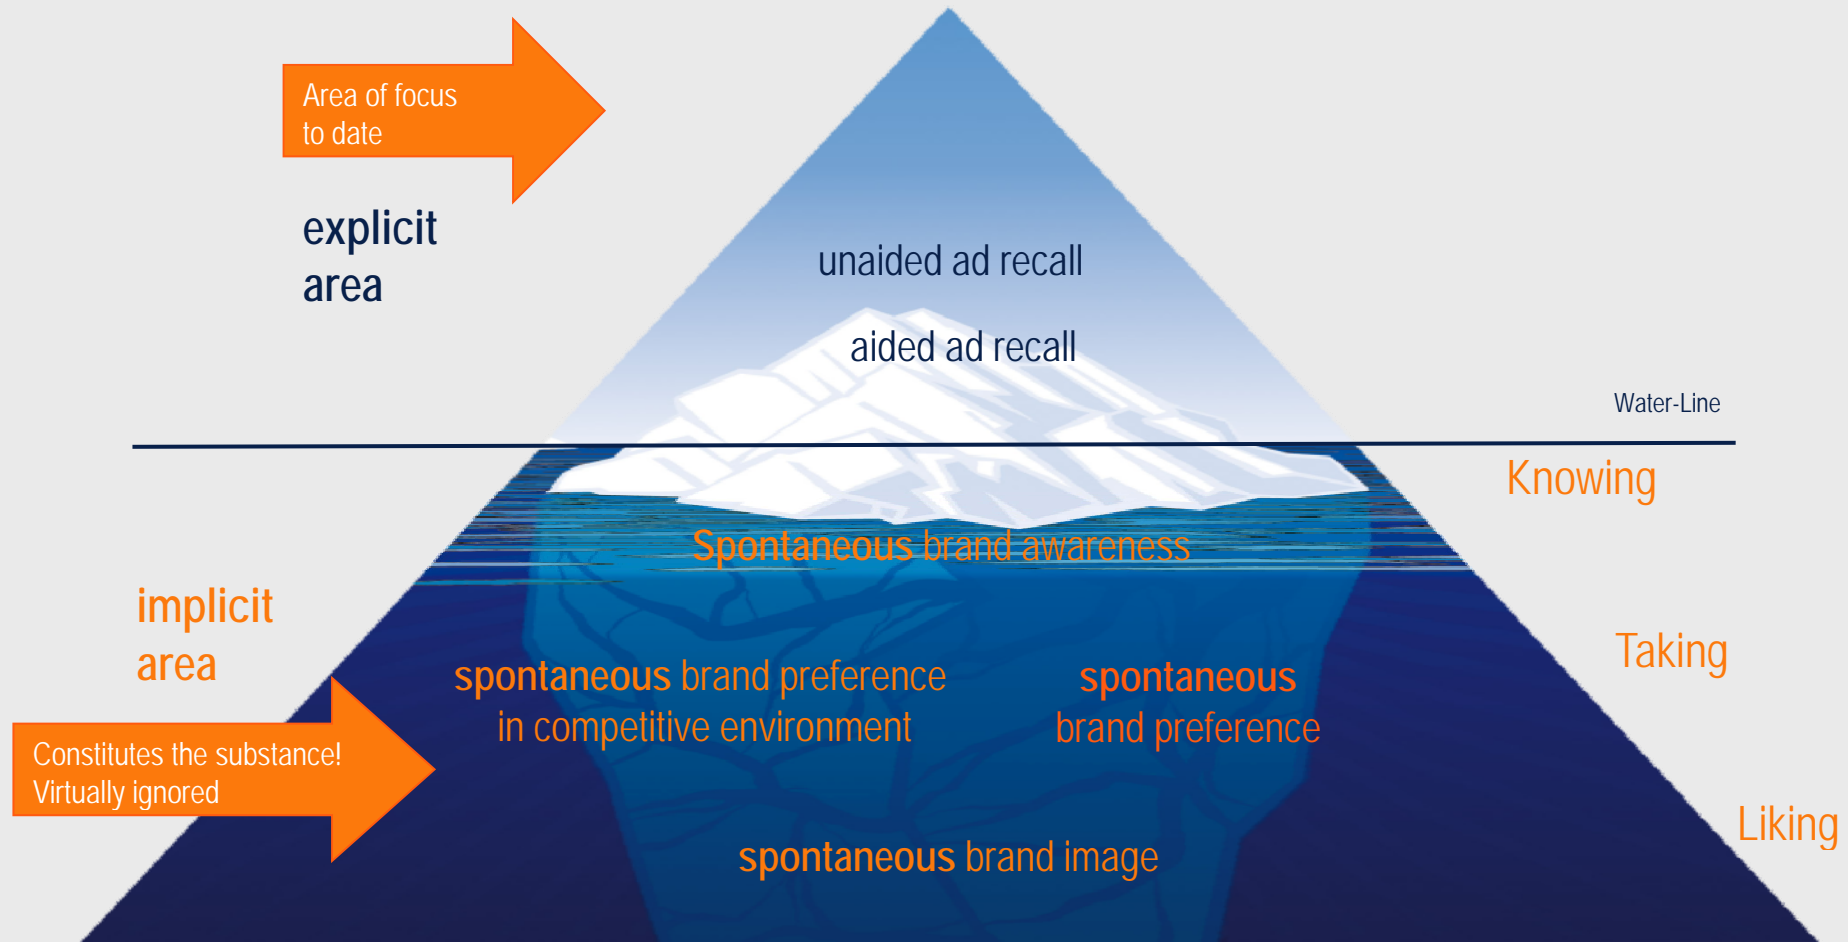 Area of focus
to date
explicit
area
unaided ad recall
aided ad recall
Water-Line
Knowing
Spontaneous brand awareness
implicit
area
Taking
spontaneous brand preference
in competitive environment
spontaneous
brand preference
Constitutes the substance!
Virtually ignored
Liking
spontaneous brand image